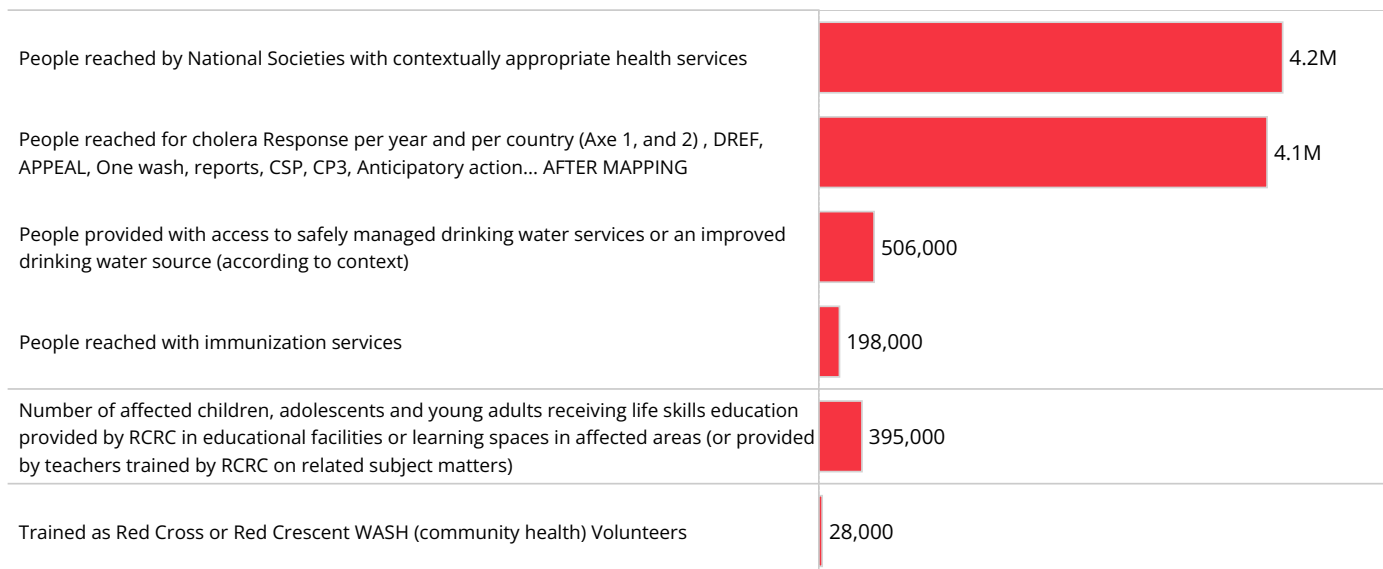 People reached by National Societies with contextually appropriate health services
4.2M
People reached for cholera Response per year and per country (Axe 1, and 2) , DREF,
APPEAL, One wash, reports, CSP, CP3, Anticipatory action... AFTER MAPPING
4.1M
People provided with access to safely managed drinking water services or an improved
drinking water source (according to context)
506,000
People reached with immunization services
198,000
Number of affected children, adolescents and young adults receiving life skills education
provided by RCRC in educational facilities or learning spaces in affected areas (or provided
by teachers trained by RCRC on related subject matters)
395,000
Trained as Red Cross or Red Crescent WASH (community health) Volunteers
28,000